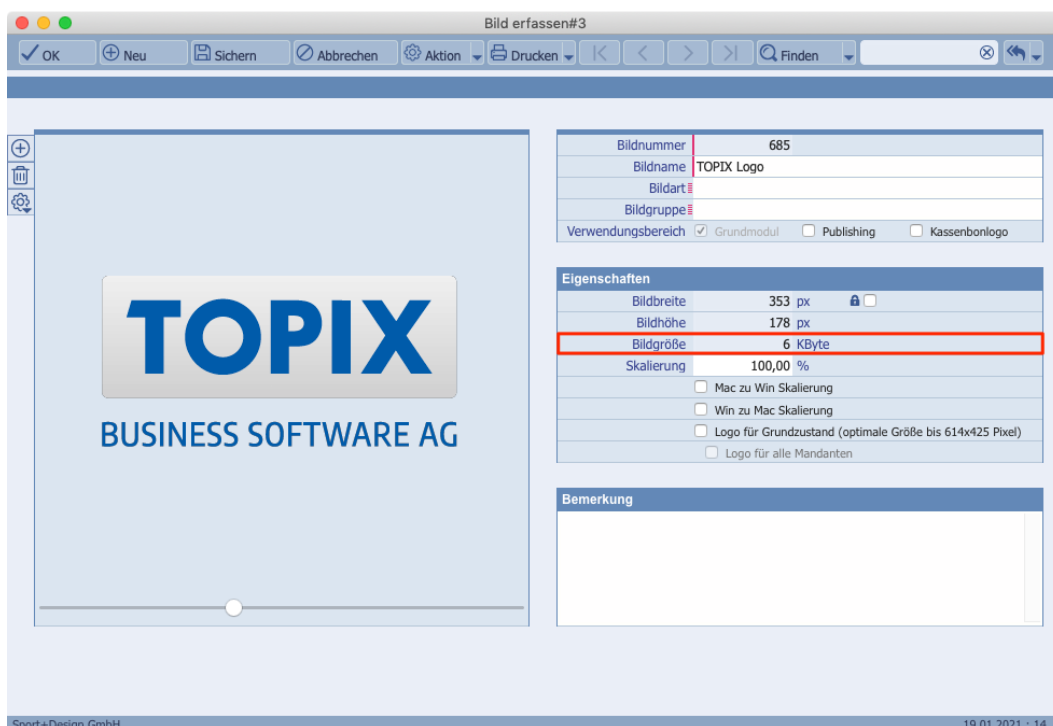 Bild erfassen#3
OK Neu Sichern Abbrechen Aktion Drucken Finden
TOPIX
BUSINESS SOFTWARE AG
Bildnummer 685
Bildname TOPIX Logo
Bildart
Bildgruppe
Verwendungsbereich Grundmodul Publishing Kassenbonlogo
Eigenschaften
Bildbreite 353 px
Bildhöhe 178 px
Bildgröße 6 KByte
Skalierung 100,00 %
Mac zu Win Skalierung
Win zu Mac Skalierung
Logo für Grundzustand (optimale Größe bis 614x425 Pixel)
Logo für alle Mandanten
Bemerkung
Sport+Design GmbH 19.01.2021 : 14